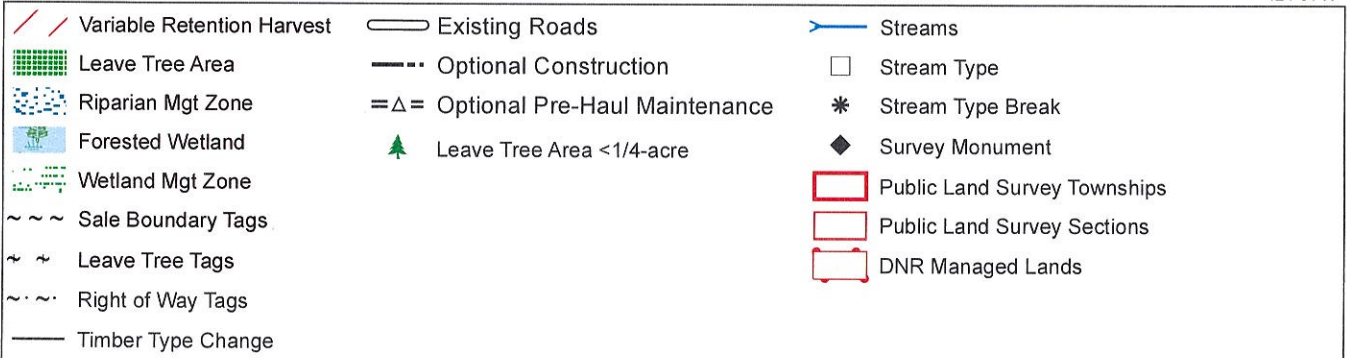 Variable Retention Harvest
Leave Tree Area
Riparian Mgt Zone
Forested Wetland
Wetland Mgt Zone
Sale Boundary Tags
Leave Tree Tags
Right of Way Tags
Timber Type Change
Existing Roads
Optional Construction
Optional Pre-Haul Maintenance
Leave Tree Area <1/4-acre
Streams
Stream Type
Stream Type Break
Survey Monument
Public Land Survey Townships
Public Land Survey Sections
DNR Managed Lands